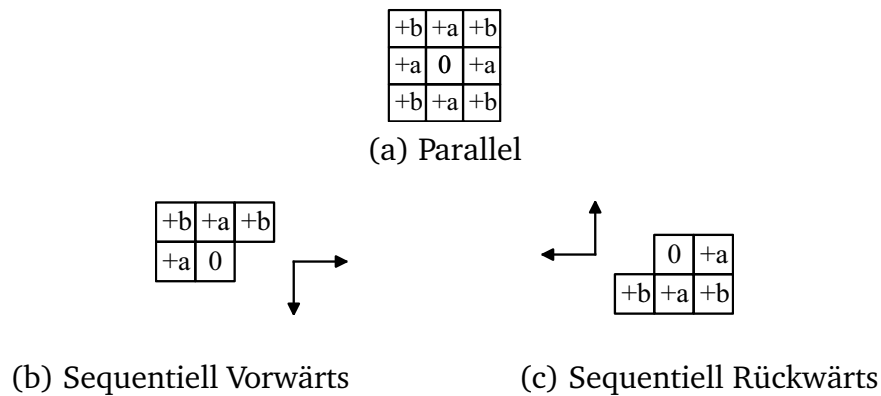 +b +a +b
+a 0 +a
+b +a +b
(a) Parallel
+b +a +b
+a 0
0 +a
+b +a +b
(b) Sequentiell Vorwärts
(c) Sequentiell Rückwärts